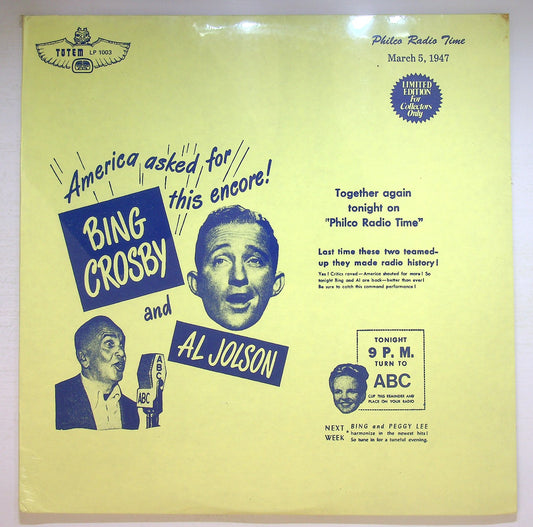 TOTEM LP 1003
Philco Radio Time
March 5, 1947
LIMITED
EDITION
For
Collectors
Only
America asked for
this encore!
BING
CROSBY
and
AL JOLSON
ABC
ABC
Together again
tonight on
"Philco Radio Time"
Last time these two teamed-
up they made radio history!
Yes! Critics raved—America shouted for more! So
tonight Bing and Al are back—better than ever!
Be sure to catch this command performance!
TONIGHT
9 P. M.
TURN TO
ABC
CLIP THIS REMINDER AND
PLACE ON YOUR RADIO
NEXT WEEK • BING and PEGGY LEE
harmonize in the newest hits!
So tune in for a tuneful evening.